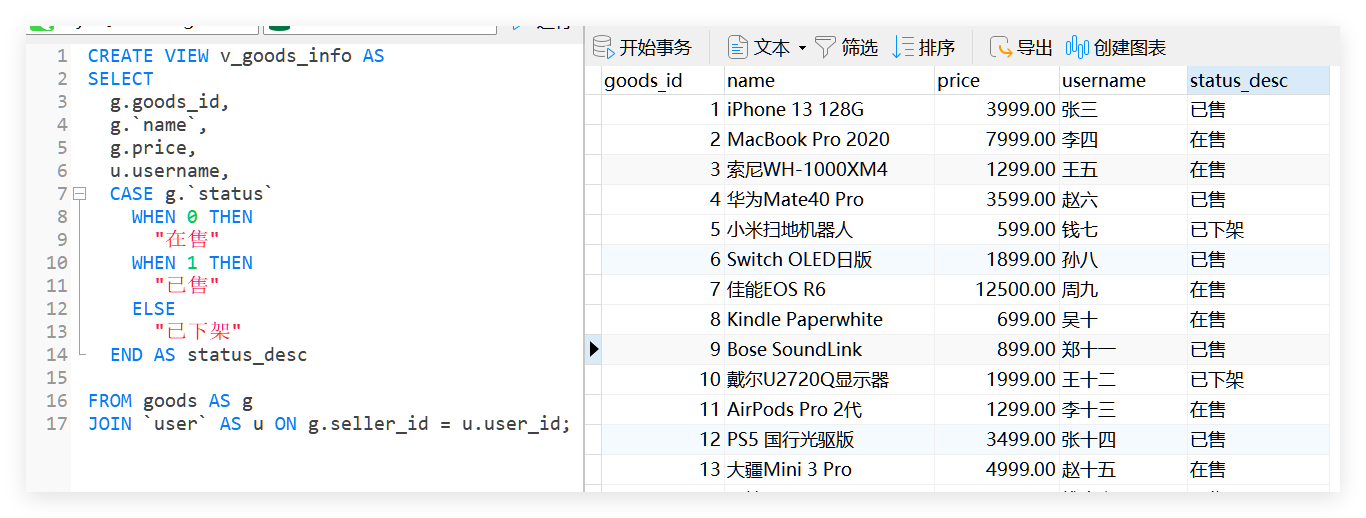 1 CREATE VIEW v_goods_info AS
2 SELECT
3 g.goods_id,
4 g.`name`,
5 g.price,
6 u.username,
7 CASE g.`status`
8 WHEN 0 THEN
9 "在售"
10 WHEN 1 THEN
11 "已售"
12 ELSE
13 "已下架"
14 END AS status_desc
15
16 FROM goods AS g
17 JOIN `user` AS u ON g.seller_id = u.user_id;
开始事务 文本 筛选 排序 导出 创建图表
goods_id name price username status_desc
1 iPhone 13 128G 3999.00 张三 已售
2 MacBook Pro 2020 7999.00 李四 在售
3 索尼WH-1000XM4 1299.00 王五 在售
4 华为Mate40 Pro 3599.00 赵六 已售
5 小米扫地机器人 599.00 钱七 已下架
6 Switch OLED日版 1899.00 孙八 已售
7 佳能EOS R6 12500.00 周九 在售
8 Kindle Paperwhite 699.00 吴十 在售
9 Bose SoundLink 899.00 郑十一 已售
10 戴尔U2720Q显示器 1999.00 王十二 已下架
11 AirPods Pro 2代 1299.00 李十三 在售
12 PS5 国行光驱版 3499.00 张十四 已售
13 大疆Mini 3 Pro 4999.00 赵十五 在售